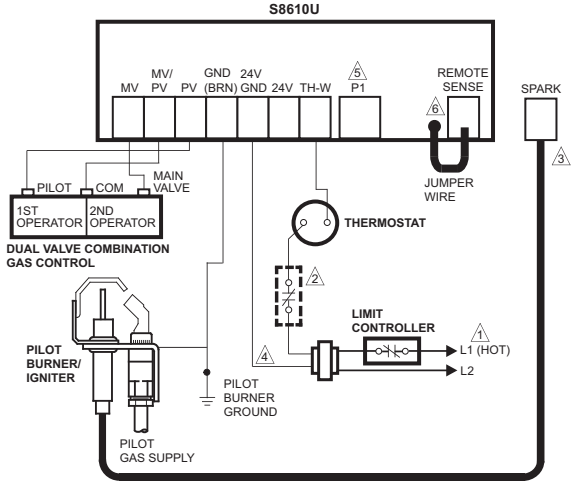 S8610U
MV
MV/
PV
PV
GND
(BRN)
24V
GND
24V
TH-W
5
P1
6
REMOTE
SENSE
SPARK
3
JUMPER
WIRE
PILOT
COM
MAIN
VALVE
1ST
OPERATOR
2ND
OPERATOR
DUAL VALVE COMBINATION
GAS CONTROL
THERMOSTAT
2
LIMIT
CONTROLLER
1
L1 (HOT)
L2
4
PILOT
BURNER/
IGNITER
PILOT
BURNER
GROUND
PILOT
GAS SUPPLY